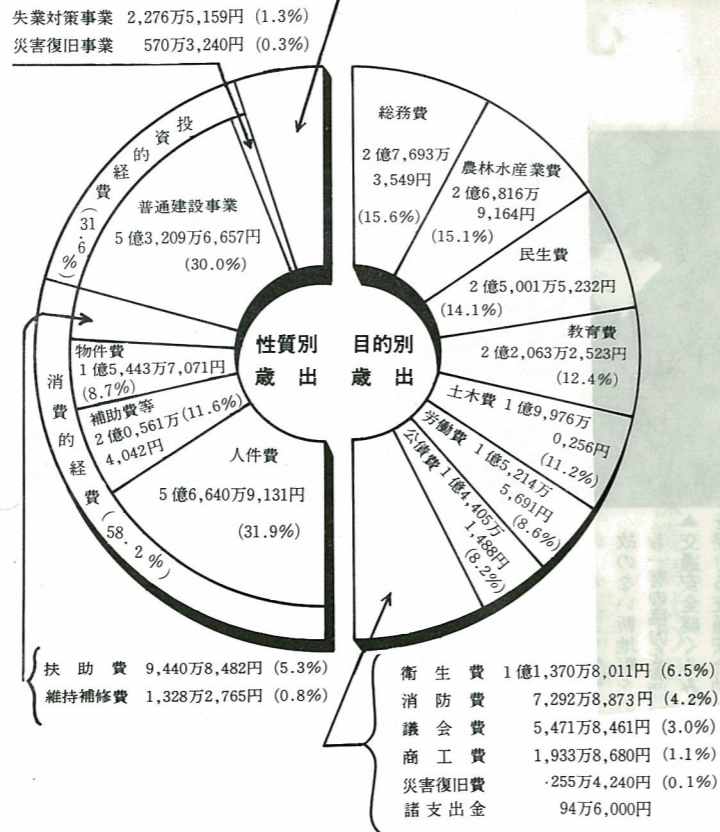 失業対策事業 2,276万5,159円 (1.3%)
災害復旧事業 570万3,240円 (0.3%)
投資的経費 (31.6%)
普通建設事業
5億3,209万6,657円
(30.0%)
物件費
1億5,443万7,071円
(8.7%)
補助費等
2億0,561万 (11.6%)
4,042円
消費的経費 (58.2%)
人件費
5億6,640万9,131円
(31.9%)
性質別
歳出
目的別
歳出
総務費
2億7,693万
3,549円
(15.6%)
農林水産業費
2億6,816万
9,164円
(15.1%)
民生費
2億5,001万5,232円
(14.1%)
教育費
2億2,063万2,523円
(12.4%)
土木費 1億9,976万
0,256円
(11.2%)
労働費 1億5,214万
5,691円
(8.6%)
公債費 1億4,405万
1,488円
(8.2%)
扶助費 9,440万8,482円 (5.3%)
維持補修費 1,328万2,765円 (0.8%)
衛生費 1億1,370万8,011円 (6.5%)
消防費 7,292万8,873円 (4.2%)
議会費 5,471万8,461円 (3.0%)
商工費 1,933万8,680円 (1.1%)
災害復旧費 255万4,240円 (0.1%)
諸支出金 94万6,000円